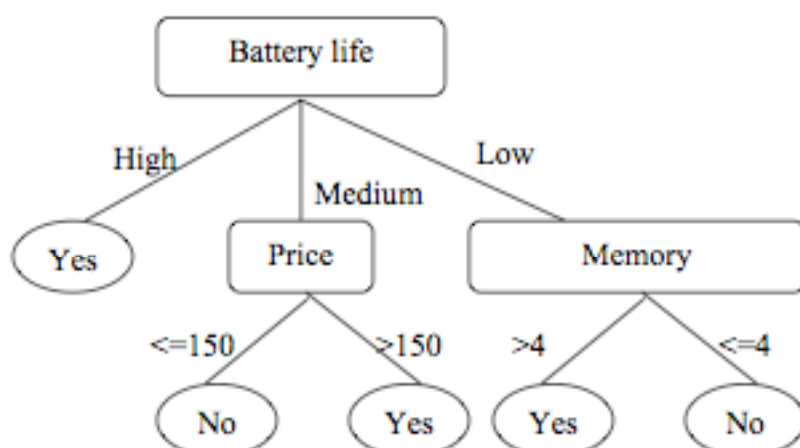 Battery life
High
Low
Medium
Yes
Price
Memory
<=150
>150
>4
<=4
No
Yes
Yes
No